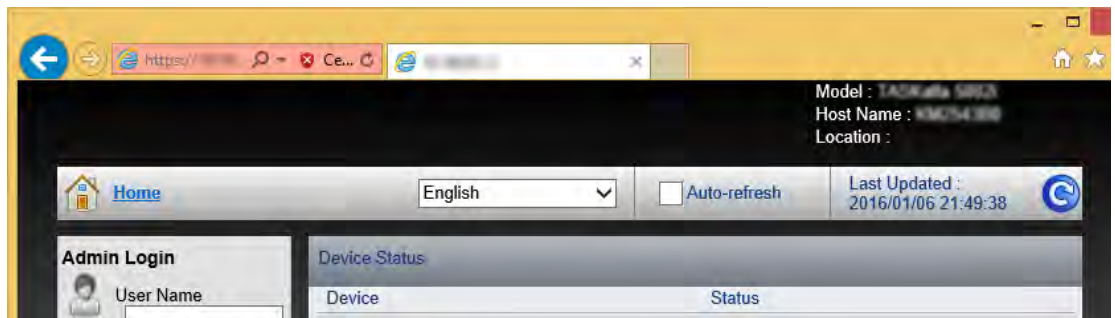 https://
Ce...
Model :
Host Name :
Location :
Home
English
Auto-refresh
Last Updated :
2016/01/06 21:49:38
Admin Login
User Name
Device Status
Device Status